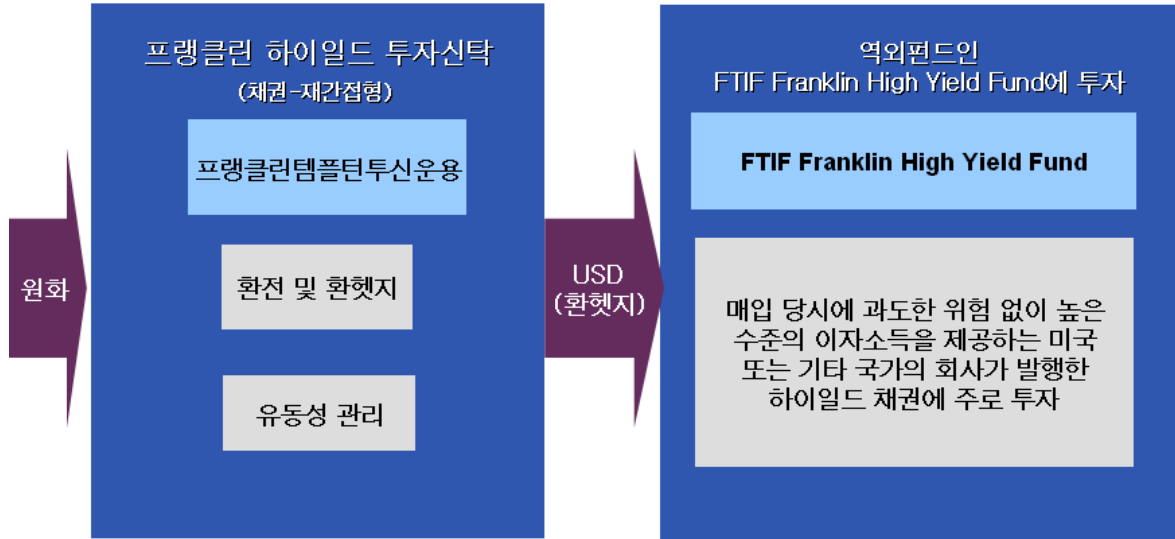 원화
프랭클린 하이일드 투자신탁
(채권-재간접형)
프랭클린템플턴투신운용
환전 및 환헷지
유동성 관리
USD
(환헷지)
역외펀드인
FTIF Franklin High Yield Fund에 투자
FTIF Franklin High Yield Fund
매입 당시에 과도한 위험 없이 높은
수준의 이자소득을 제공하는 미국
또는 기타 국가의 회사가 발행한
하이일드 채권에 주로 투자